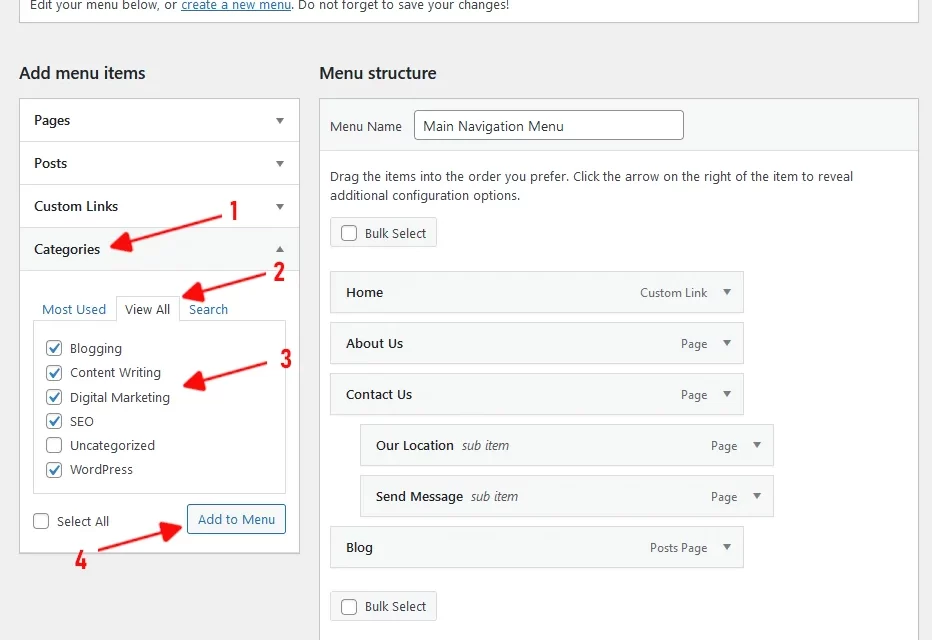 Edit your menu below, or create a new menu. Do not forget to save your changes!
Add menu items
Pages
Posts
Custom Links
1
Categories
2
Most Used View All Search
Blogging
3
Content Writing
Digital Marketing
SEO
Uncategorized
WordPress
Select All Add to Menu
4
Menu structure
Menu Name Main Navigation Menu
Drag the items into the order you prefer. Click the arrow on the right of the item to reveal
additional configuration options.
Bulk Select
Home Custom Link
About Us Page
Contact Us Page
Our Location sub item Page
Send Message sub item Page
Blog Posts Page
Bulk Select